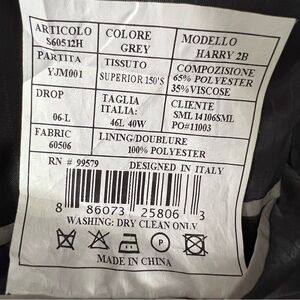 ARTICOLO COLORE MODELLO
S60512H GREY HARRY 2B
PARTITA TISSUTO COMPOZISIONE
YJM001 SUPERIOR 150'S 65% POLYESTER
35%VISCOSE
DROP TAGLIA CLIENTE
ITALIA: SML 14106SML
06-L 46L 40W PO#11003
FABRIC LINING/DOUBLURE
60506 100% POLYESTER
RN # 99579 DESIGNED IN ITALY
8 86073 25806 3
WASHING: DRY CLEAN ONLY
MADE IN CHINA